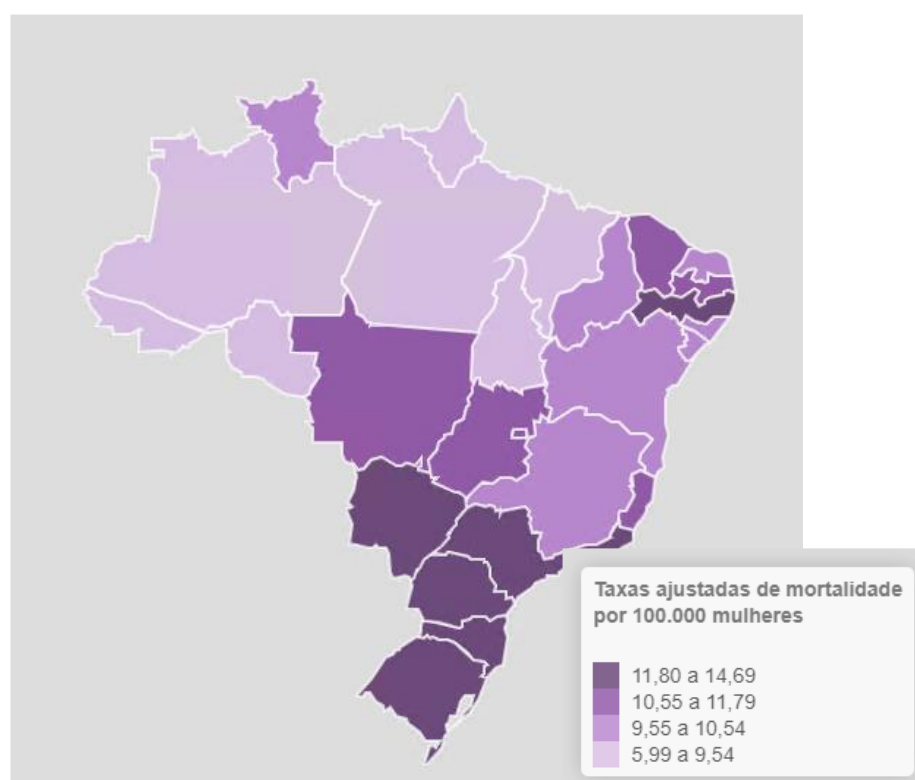 Taxas ajustadas de mortalidade
por 100.000 mulheres
11,80 a 14,69
10,55 a 11,79
9,55 a 10,54
5,99 a 9,54